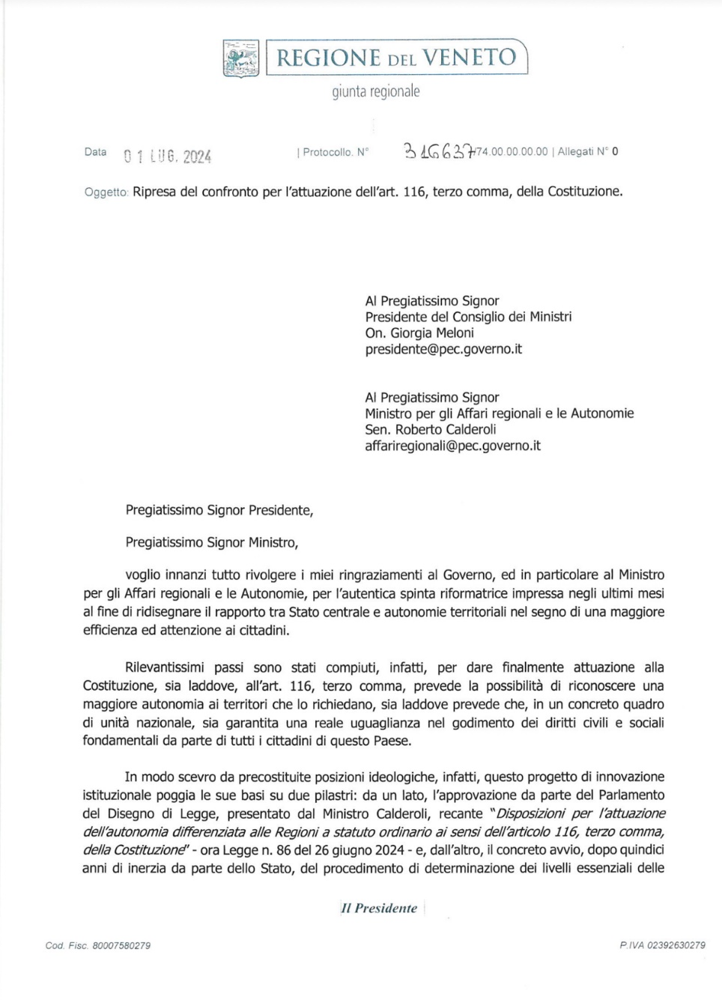 REGIONE DEL VENETO
giunta regionale
Data 01 LUG. 2024 | Protocollo. N° 316637 /74.00.00.00.00 | Allegati N° 0
Oggetto: Ripresa del confronto per l'attuazione dell'art. 116, terzo comma, della Costituzione.
Al Pregiatissimo Signor
Presidente del Consiglio dei Ministri
On. Giorgia Meloni
presidente@pec.governo.it
Al Pregiatissimo Signor
Ministro per gli Affari regionali e le Autonomie
Sen. Roberto Calderoli
affariregionali@pec.governo.it
Pregiatissimo Signor Presidente,
Pregiatissimo Signor Ministro,
voglio innanzi tutto rivolgere i miei ringraziamenti al Governo, ed in particolare al Ministro
per gli Affari regionali e le Autonomie, per l'autentica spinta riformatrice impressa negli ultimi mesi
al fine di ridisegnare il rapporto tra Stato centrale e autonomie territoriali nel segno di una maggiore
efficienza ed attenzione ai cittadini.
Rilevantissimi passi sono stati compiuti, infatti, per dare finalmente attuazione alla
Costituzione, sia laddove, all'art. 116, terzo comma, prevede la possibilità di riconoscere una
maggiore autonomia ai territori che lo richiedano, sia laddove prevede che, in un concreto quadro
di unità nazionale, sia garantita una reale uguaglianza nel godimento dei diritti civili e sociali
fondamentali da parte di tutti i cittadini di questo Paese.
In modo scevro da precostituite posizioni ideologiche, infatti, questo progetto di innovazione
istituzionale poggia le sue basi su due pilastri: da un lato, l'approvazione da parte del Parlamento
del Disegno di Legge, presentato dal Ministro Calderoli, recante "Disposizioni per l'attuazione
dell'autonomia differenziata alle Regioni a statuto ordinario ai sensi dell'articolo 116, terzo comma,
della Costituzione" - ora Legge n. 86 del 26 giugno 2024 - e, dall'altro, il concreto avvio, dopo quindici
anni di inerzia da parte dello Stato, del procedimento di determinazione dei livelli essenziali delle
Il Presidente
Cod. Fisc. 80007580279 P.IVA 02392630279